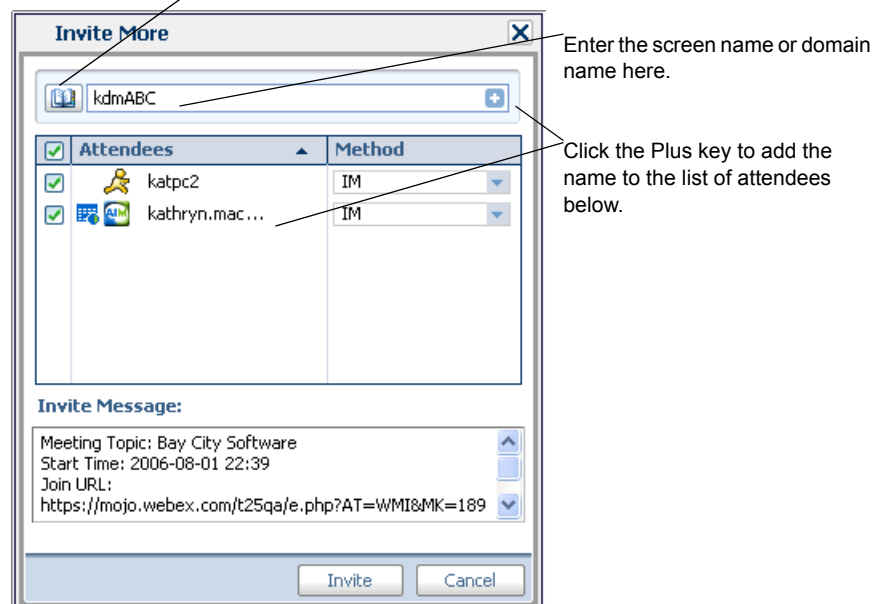 Invite More
Enter the screen name or domain
name here.
kdmABC
Attendees
Method
Click the Plus key to add the
name to the list of attendees
below.
katpc2
IM
AIM
kathryn.mac...
IM
Invite Message:
Meeting Topic: Bay City Software
Start Time: 2006-08-01 22:39
Join URL:
https://mojo.webex.com/t25qa/e.php?AT=WMI&MK=189
Invite
Cancel